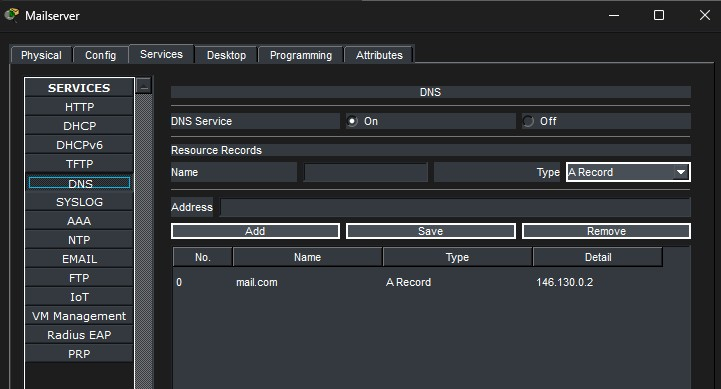 Mailserver
Physical Config Services Desktop Programming Attributes
SERVICES
HTTP
DHCP
DHCPv6
TFTP
DNS
SYSLOG
AAA
NTP
EMAIL
FTP
IoT
VM Management
Radius EAP
PRP
DNS
DNS Service On Off
Resource Records
Name Type A Record
Address
Add Save Remove
No. Name Type Detail
0 mail.com A Record 146.130.0.2